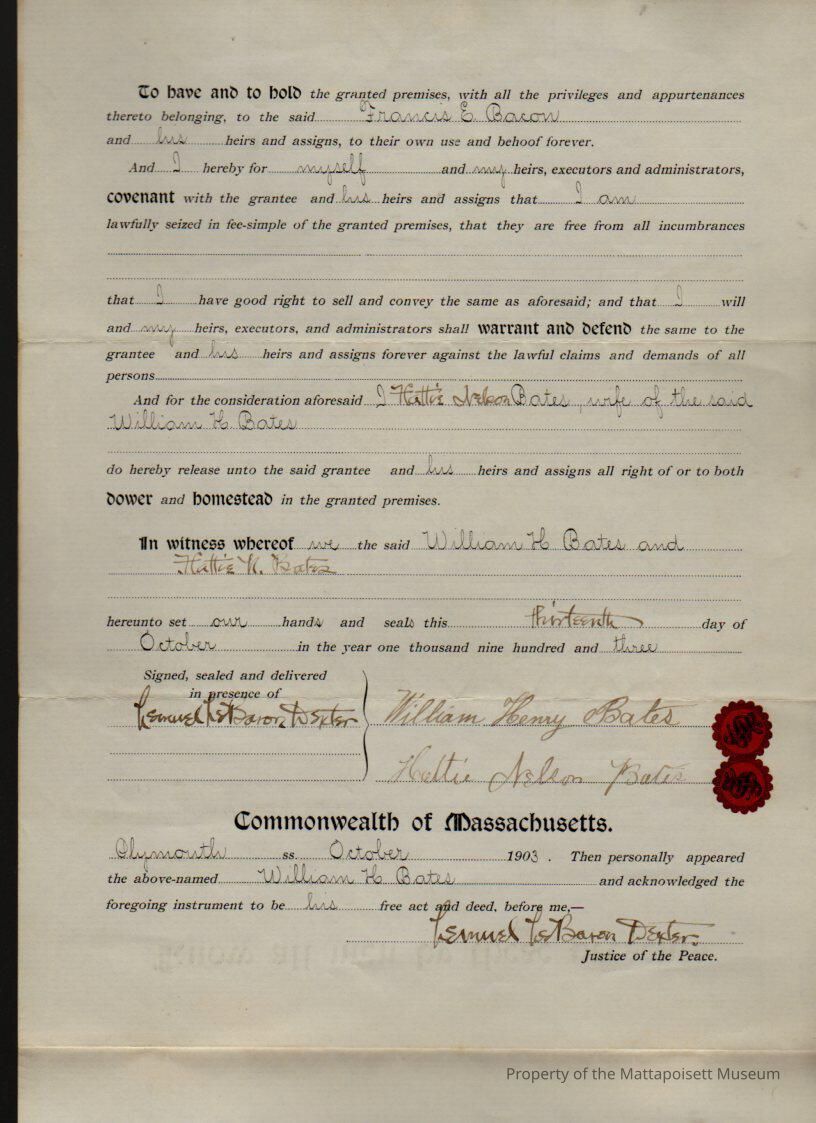 To have and to hold the granted premises, with all the privileges and appurtenances
thereto belonging, to the said Francis E. Bacon
and his heirs and assigns, to their own use and behoof forever.
And I hereby for myself and my heirs, executors and administrators,
covenant with the grantee and his heirs and assigns that I am
lawfully seized in fee-simple of the granted premises, that they are free from all incumbrances
that I have good right to sell and convey the same as aforesaid; and that I will
and my heirs, executors, and administrators shall warrant and defend the same to the
grantee and his heirs and assigns forever against the lawful claims and demands of all
persons
And for the consideration aforesaid I Hattie Nelson Bates, wife of the said
William H. Bates
do hereby release unto the said grantee and his heirs and assigns all right of or to both
dower and homestead in the granted premises.
In witness whereof we the said William H Bates and
Hattie N. Bates
hereunto set our hands and seals this thirteenth day of
October in the year one thousand nine hundred and three
Signed, sealed and delivered
in presence of
Lemuel LeBaron Dexter
William Henry Bates
Hattie Nelson Bates
Commonwealth of Massachusetts.
Plymouth ss. October 1903. Then personally appeared
the above-named William H Bates and acknowledged the
foregoing instrument to be his free act and deed, before me,—
Lemuel LeBaron Dexter.
Justice of the Peace.
Property of the Mattapoisett Museum